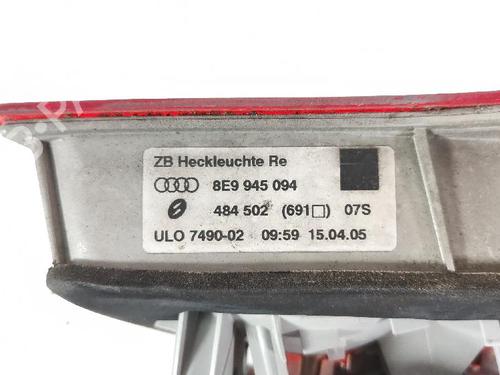 ZB Heckleuchte Re
8E9 945 094
484 502 (691□) 07S
ULO 7490-02 09:59 15.04.05